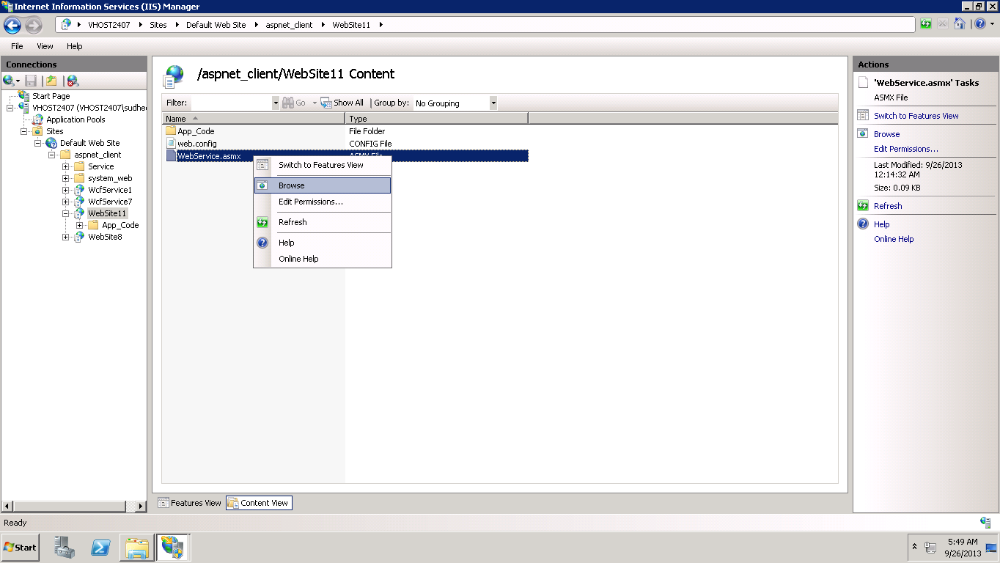 Internet Information Services (IIS) Manager
VHOST2407 Sites Default Web Site aspnet_client WebSite11
File View Help
Connections
Start Page
VHOST2407 (VHOST2407\sudhee
Application Pools
Sites
Default Web Site
aspnet_client
Service
system_web
WcfService1
WcfService7
WebSite11
App_Code
WebSite8
/aspnet_client/WebSite11 Content
Filter: Go Show All Group by: No Grouping
Name Type
App_Code File Folder
web.config CONFIG File
WebService.asmx ASMX File
Switch to Features View
Browse
Edit Permissions...
Refresh
Help
Online Help
Features View Content View
Actions
'WebService.asmx' Tasks
ASMX File
Switch to Features View
Browse
Edit Permissions...
Last Modified: 9/26/2013
12:14:32 AM
Size: 0.09 KB
Refresh
Help
Online Help
Ready
Start
5:49 AM
9/26/2013